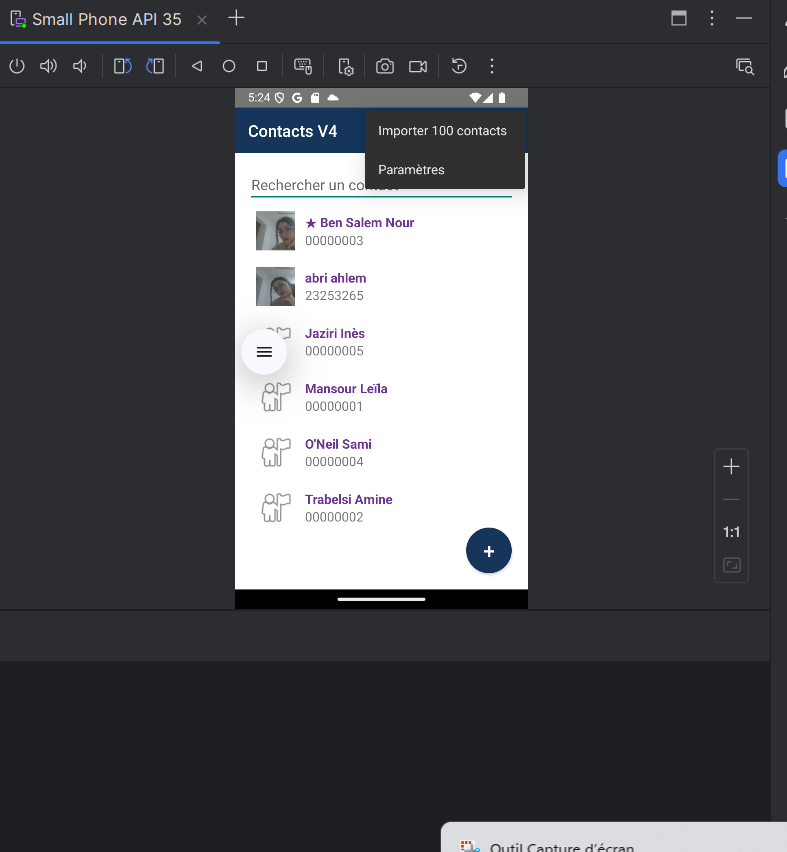 Small Phone API 35
5:24
Contacts V4
Importer 100 contacts
Paramètres
Rechercher un contact
★ Ben Salem Nour
00000003
abri ahlem
23253265
Jaziri Inès
00000005
Mansour Leïla
00000001
O'Neil Sami
00000004
Trabelsi Amine
00000002
+
1:1
Outil Capture d'écran